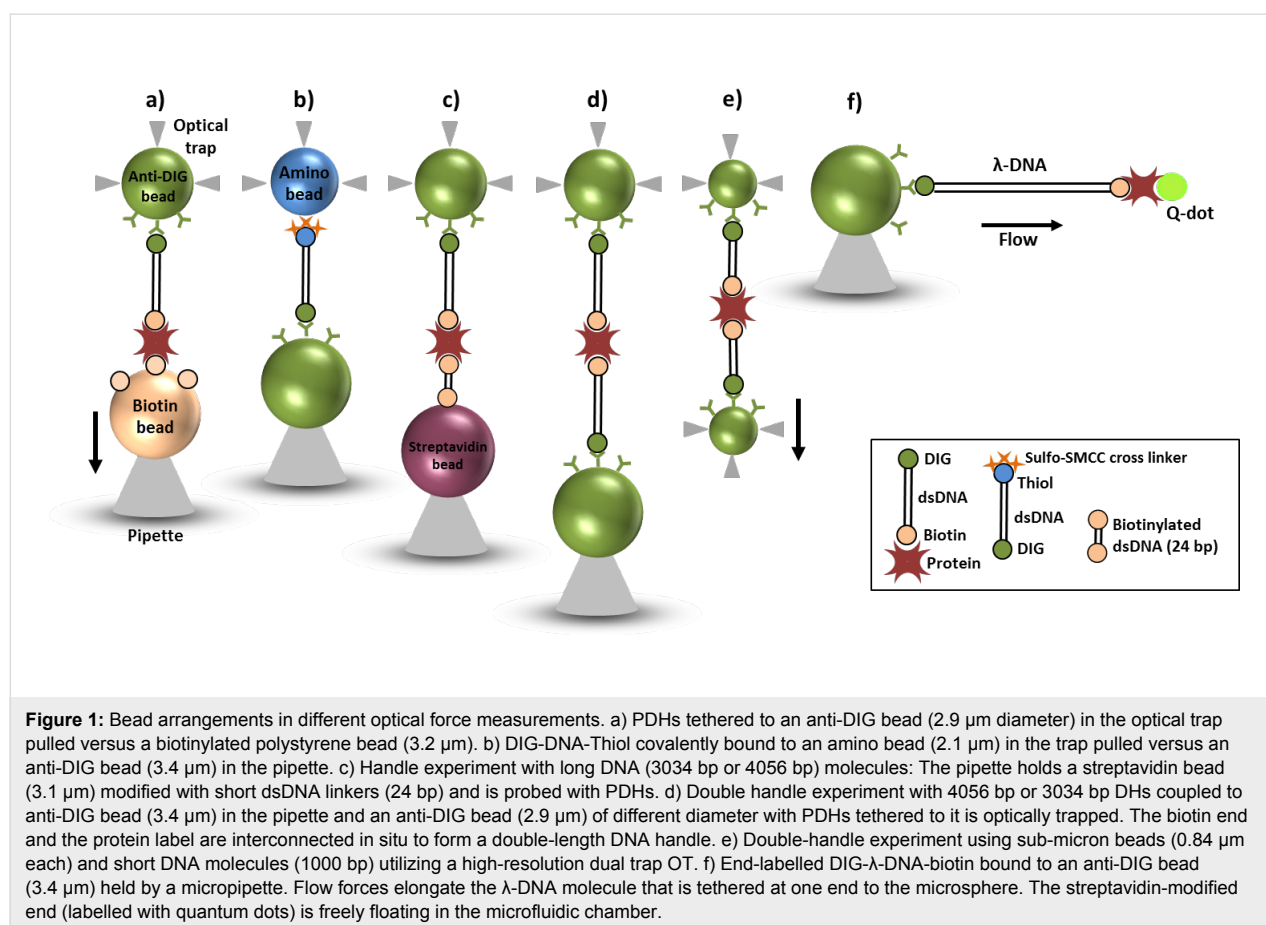 a)
b)
c)
d)
e)
f)
Optical
trap
Anti-DIG
bead
Amino
bead
λ-DNA
Q-dot
Flow
Biotin
bead
Streptavidin
bead
Pipette
DIG
dsDNA
Biotin
Protein
Sulfo-SMCC cross linker
Thiol
dsDNA
DIG
Biotinylated
dsDNA (24 bp)
Figure 1: Bead arrangements in different optical force measurements. a) PDHs tethered to an anti-DIG bead (2.9 µm diameter) in the optical trap
pulled versus a biotinylated polystyrene bead (3.2 µm). b) DIG-DNA-Thiol covalently bound to an amino bead (2.1 µm) in the trap pulled versus an
anti-DIG bead (3.4 µm) in the pipette. c) Handle experiment with long DNA (3034 bp or 4056 bp) molecules: The pipette holds a streptavidin bead
(3.1 µm) modified with short dsDNA linkers (24 bp) and is probed with PDHs. d) Double handle experiment with 4056 bp or 3034 bp DHs coupled to
anti-DIG bead (3.4 µm) in the pipette and an anti-DIG bead (2.9 µm) of different diameter with PDHs tethered to it is optically trapped. The biotin end
and the protein label are interconnected in situ to form a double-length DNA handle. e) Double-handle experiment using sub-micron beads (0.84 µm
each) and short DNA molecules (1000 bp) utilizing a high-resolution dual trap OT. f) End-labelled DIG-λ-DNA-biotin bound to an anti-DIG bead
(3.4 µm) held by a micropipette. Flow forces elongate the λ-DNA molecule that is tethered at one end to the microsphere. The streptavidin-modified
end (labelled with quantum dots) is freely floating in the microfluidic chamber.